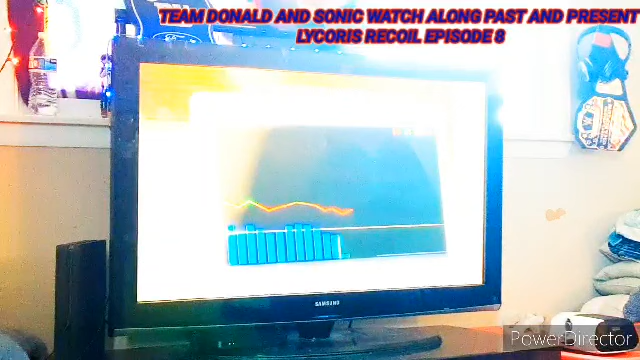 TEAM DONALD AND SONIC WATCH ALONG PAST AND PRESENT
LYCORIS RECOIL EPISODE 8
SAMSUNG
PowerDirector